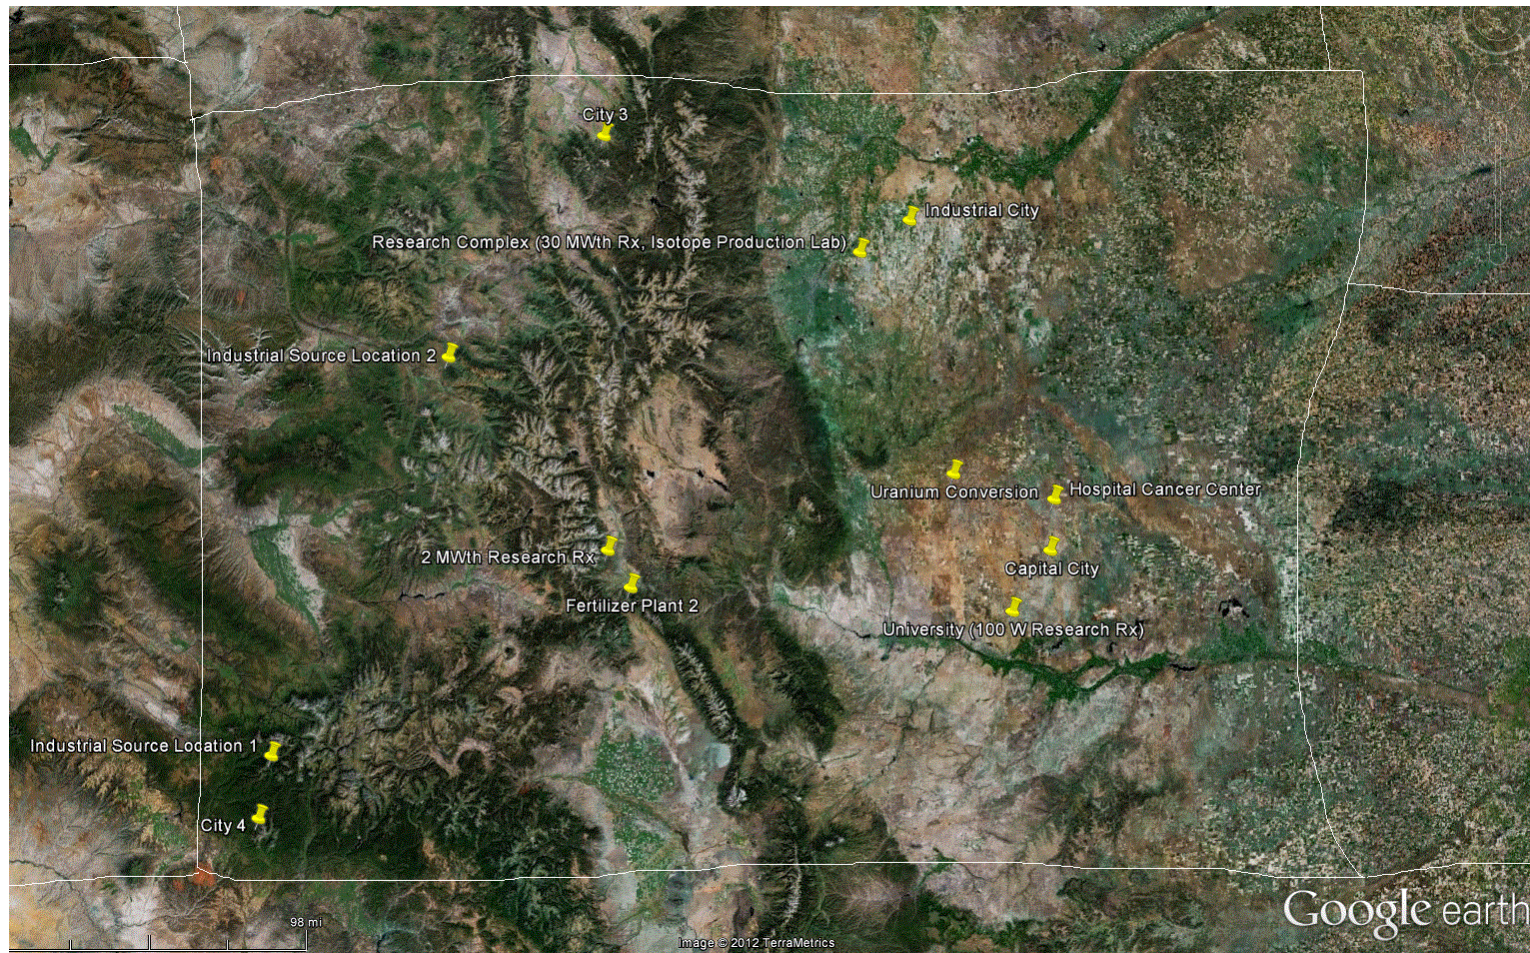 City 3
Industrial City
Research Complex (30 MWth Rx, Isotope Production Lab)
Industrial Source Location 2
Uranium Conversion
Hospital Cancer Center
2 MWth Research Rx
Capital City
Fertilizer Plant 2
University (100 W Research Rx)
Industrial Source Location 1
City 4
98 mi
Google earth
Image © 2012 TerraMetrics